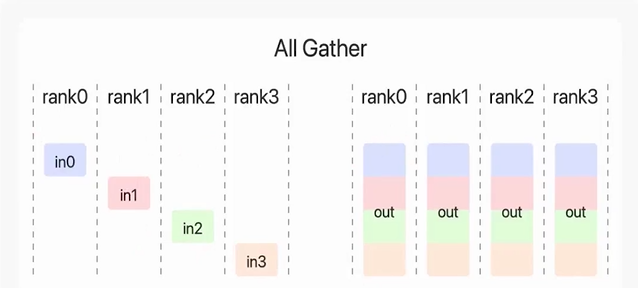 All Gather
rank0 rank1 rank2 rank3 rank0 rank1 rank2 rank3
in0
in1
out out out out
in2
in3